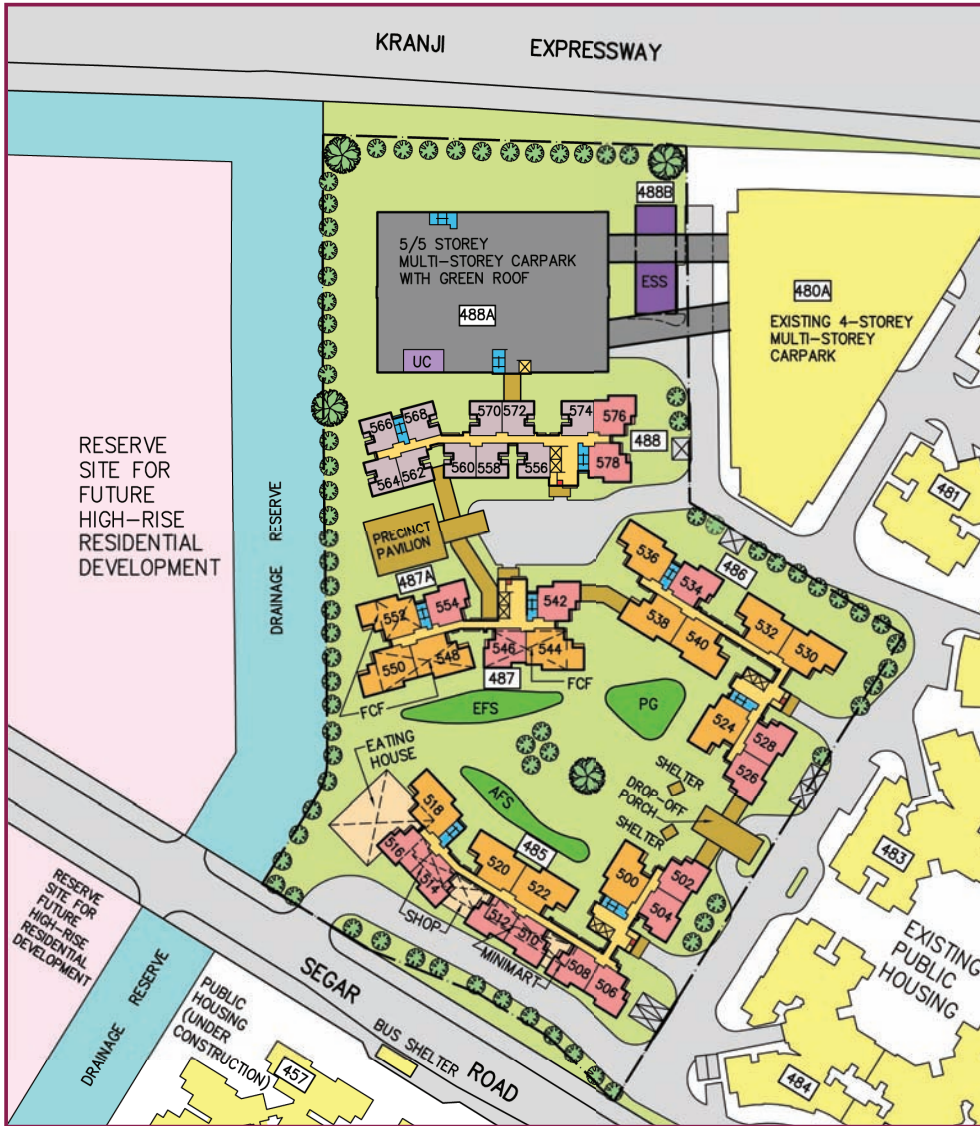 KRANJI EXPRESSWAY
488B
5/5 STOREY
MULTI-STOREY CARPARK
WITH GREEN ROOF
ESS
480A
488A
EXISTING 4-STOREY
MULTI-STOREY
CARPARK
UC
566
568
570
572
574
576
488
564
562
560
558
556
578
RESERVE
SITE FOR
FUTURE
HIGH-RISE
RESIDENTIAL
DEVELOPMENT
DRAINAGE RESERVE
481
PRECINCT
PAVILION
536
534
486
487A
552
554
542
538
540
532
530
550
548
546
544
487
FCF
FCF
EFS
PG
524
528
526
EATING
HOUSE
SHELTER
DROP-OFF
PORCH
SHELTER
AFS
518
485
516
514
520
522
500
502
504
483
SHOP
512
510
MINIMART
508
506
EXISTING
PUBLIC
HOUSING
RESERVE
SITE FOR
FUTURE
HIGH-RISE
RESIDENTIAL
DEVELOPMENT
DRAINAGE RESERVE
PUBLIC
HOUSING
(UNDER
CONSTRUCTION)
SEGAR ROAD
BUS SHELTER
457
484